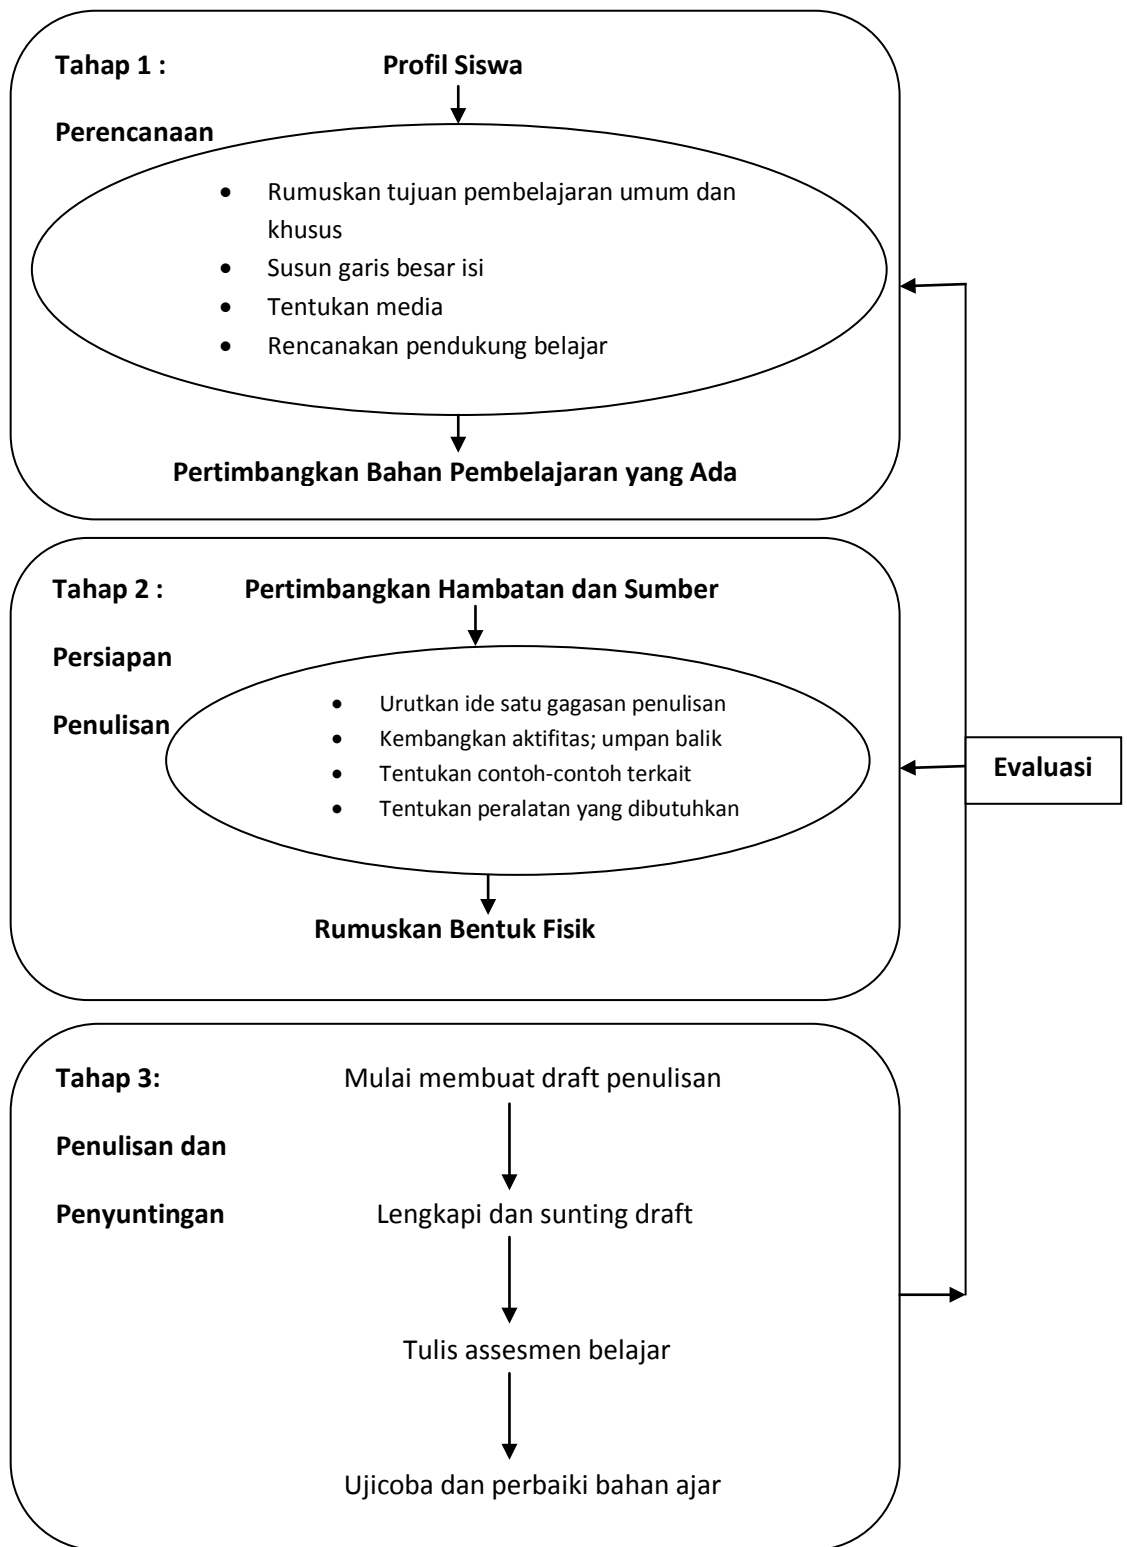 Tahap 1 : Profil Siswa
Perencanaan
• Rumuskan tujuan pembelajaran umum dan
khusus
• Susun garis besar isi
• Tentukan media
• Rencanakan pendukung belajar
Pertimbangkan Bahan Pembelajaran yang Ada
Tahap 2 : Pertimbangkan Hambatan dan Sumber
Persiapan
Penulisan
• Urutkan ide satu gagasan penulisan
• Kembangkan aktifitas; umpan balik
• Tentukan contoh-contoh terkait
• Tentukan peralatan yang dibutuhkan
Rumuskan Bentuk Fisik
Evaluasi
Tahap 3: Mulai membuat draft penulisan
Penulisan dan
Penyuntingan Lengkapi dan sunting draft
Tulis assesmen belajar
Ujicoba dan perbaiki bahan ajar